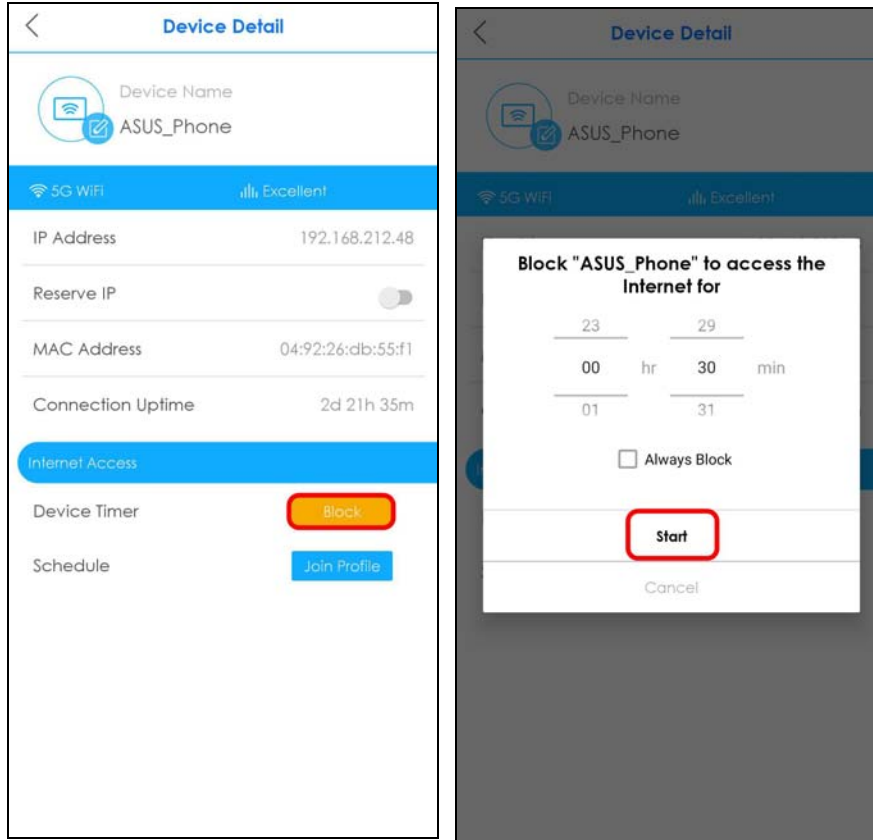 Device Detail
Device Name
ASUS_Phone
5G WiFi Excellent
IP Address 192.168.212.48
Reserve IP
MAC Address 04:92:26:db:55:f1
Connection Uptime 2d 21h 35m
Internet Access
Device Timer Block
Schedule Join Profile
Device Detail
Device Name
ASUS_Phone
5G WiFi Excellent
Block "ASUS_Phone" to access the
Internet for
23 29
00 hr 30 min
01 31
Always Block
Start
Cancel